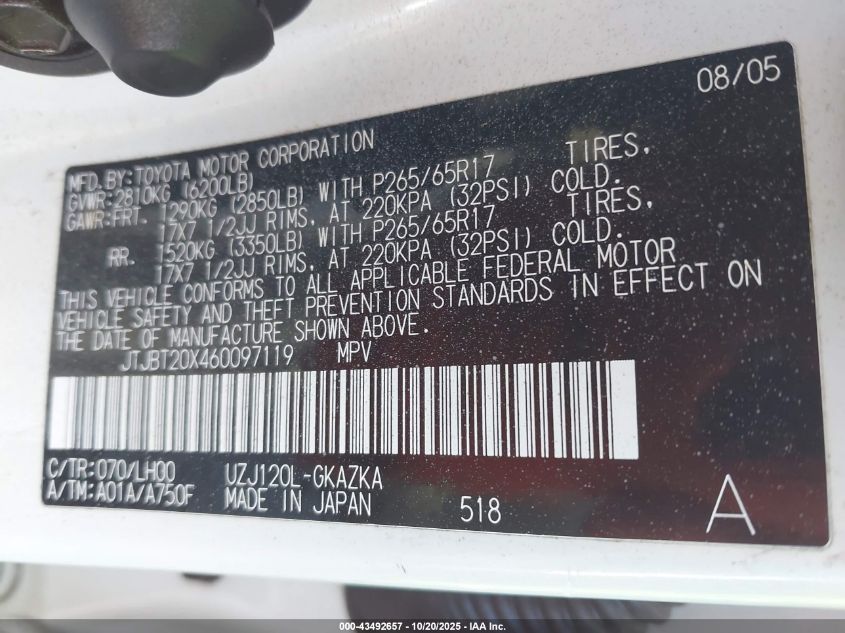 08/05
MFD.BY:TOYOTA MOTOR CORPORATION
GVWR:2810KG (6200LB)
GAWR:FRT. 1290KG (2850LB) WITH P265/65R17 TIRES,
17X7 1/2JJ RIMS, AT 220KPA (32PSI) COLD.
RR. 1520KG (3350LB) WITH P265/65R17 TIRES,
17X7 1/2JJ RIMS, AT 220KPA (32PSI) COLD.
THIS VEHICLE CONFORMS TO ALL APPLICABLE FEDERAL MOTOR
VEHICLE SAFETY AND THEFT PREVENTION STANDARDS IN EFFECT ON
THE DATE OF MANUFACTURE SHOWN ABOVE.
JTJBT20X460097119 MPV
C/TR:070/LH00 UZJ120L-GKAZKA
A/TM:A01A/A750F MADE IN JAPAN 518 A
000-43492657 - 10/20/2025 - IAA Inc.